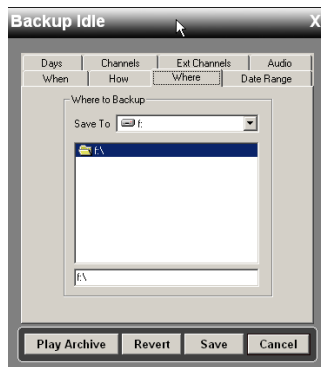 Backup Idle X
Days Channels Ext Channels Audio
When How Where Date Range
Where to Backup
Save To f:
f:\
f:\
Play Archive Revert Save Cancel